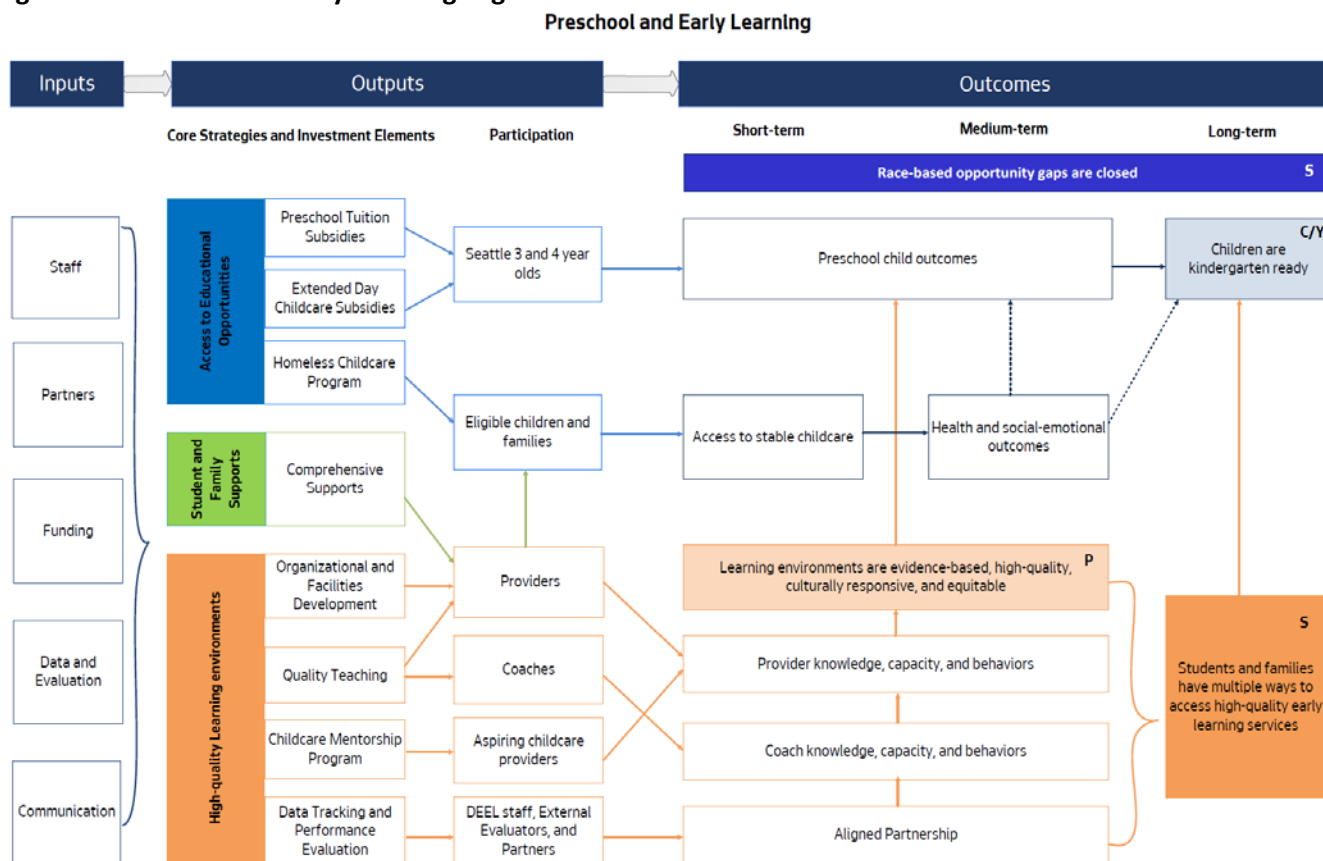 Preschool and Early Learning
Inputs
Outputs
Outcomes
Core Strategies and Investment Elements
Participation
Short-term
Medium-term
Long-term
Race-based opportunity gaps are closed
S
Staff
Partners
Funding
Data and
Evaluation
Communication
Access to Educational
Opportunities
Preschool Tuition
Subsidies
Extended Day
Childcare Subsidies
Homeless Childcare
Program
Seattle 3 and 4 year
olds
Eligible children and
families
Preschool child outcomes
C/Y
Children are
kindergarten ready
Access to stable childcare
Health and social-emotional
outcomes
Student and
Family
Supports
Comprehensive
Supports
High-quality Learning environments
Organizational and
Facilities
Development
Quality Teaching
Childcare Mentorship
Program
Data Tracking and
Performance
Evaluation
Providers
Coaches
Aspiring childcare
providers
DEEL staff, External
Evaluators, and
Partners
Learning environments are evidence-based, high-quality,
culturally responsive, and equitable
P
Provider knowledge, capacity, and behaviors
Coach knowledge, capacity, and behaviors
Aligned Partnership
S
Students and families
have multiple ways to
access high-quality early
learning services